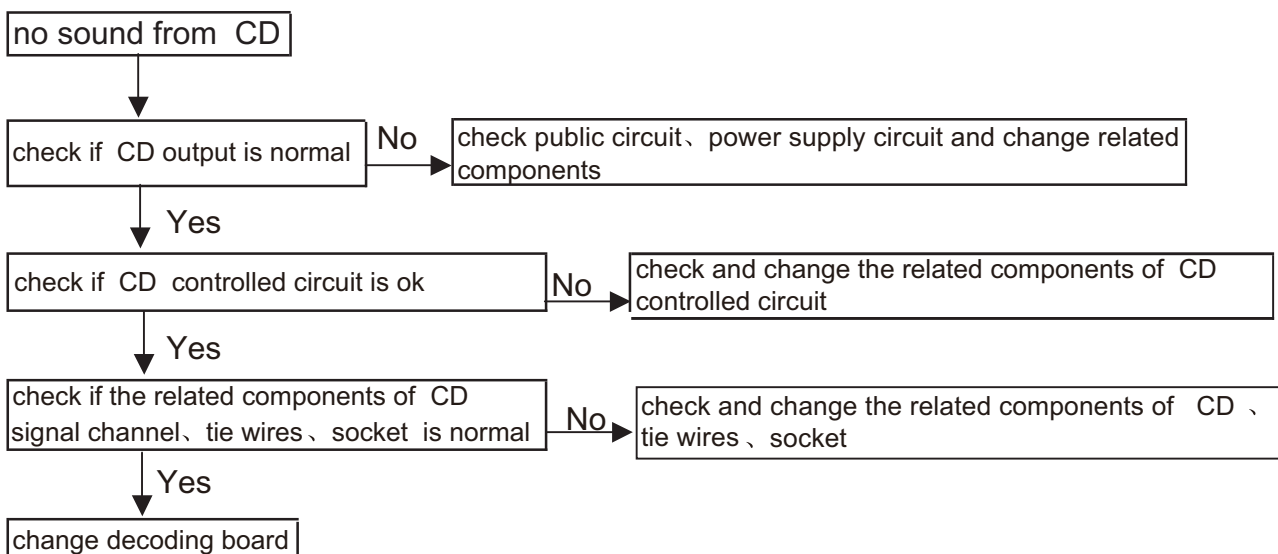 no sound from CD
check if CD output is normal
No
check public circuit、power supply circuit and change related
components
Yes
check if CD controlled circuit is ok
No
check and change the related components of CD
controlled circuit
Yes
check if the related components of CD
signal channel、tie wires、socket is normal
No
check and change the related components of CD 、
tie wires 、socket
Yes
change decoding board